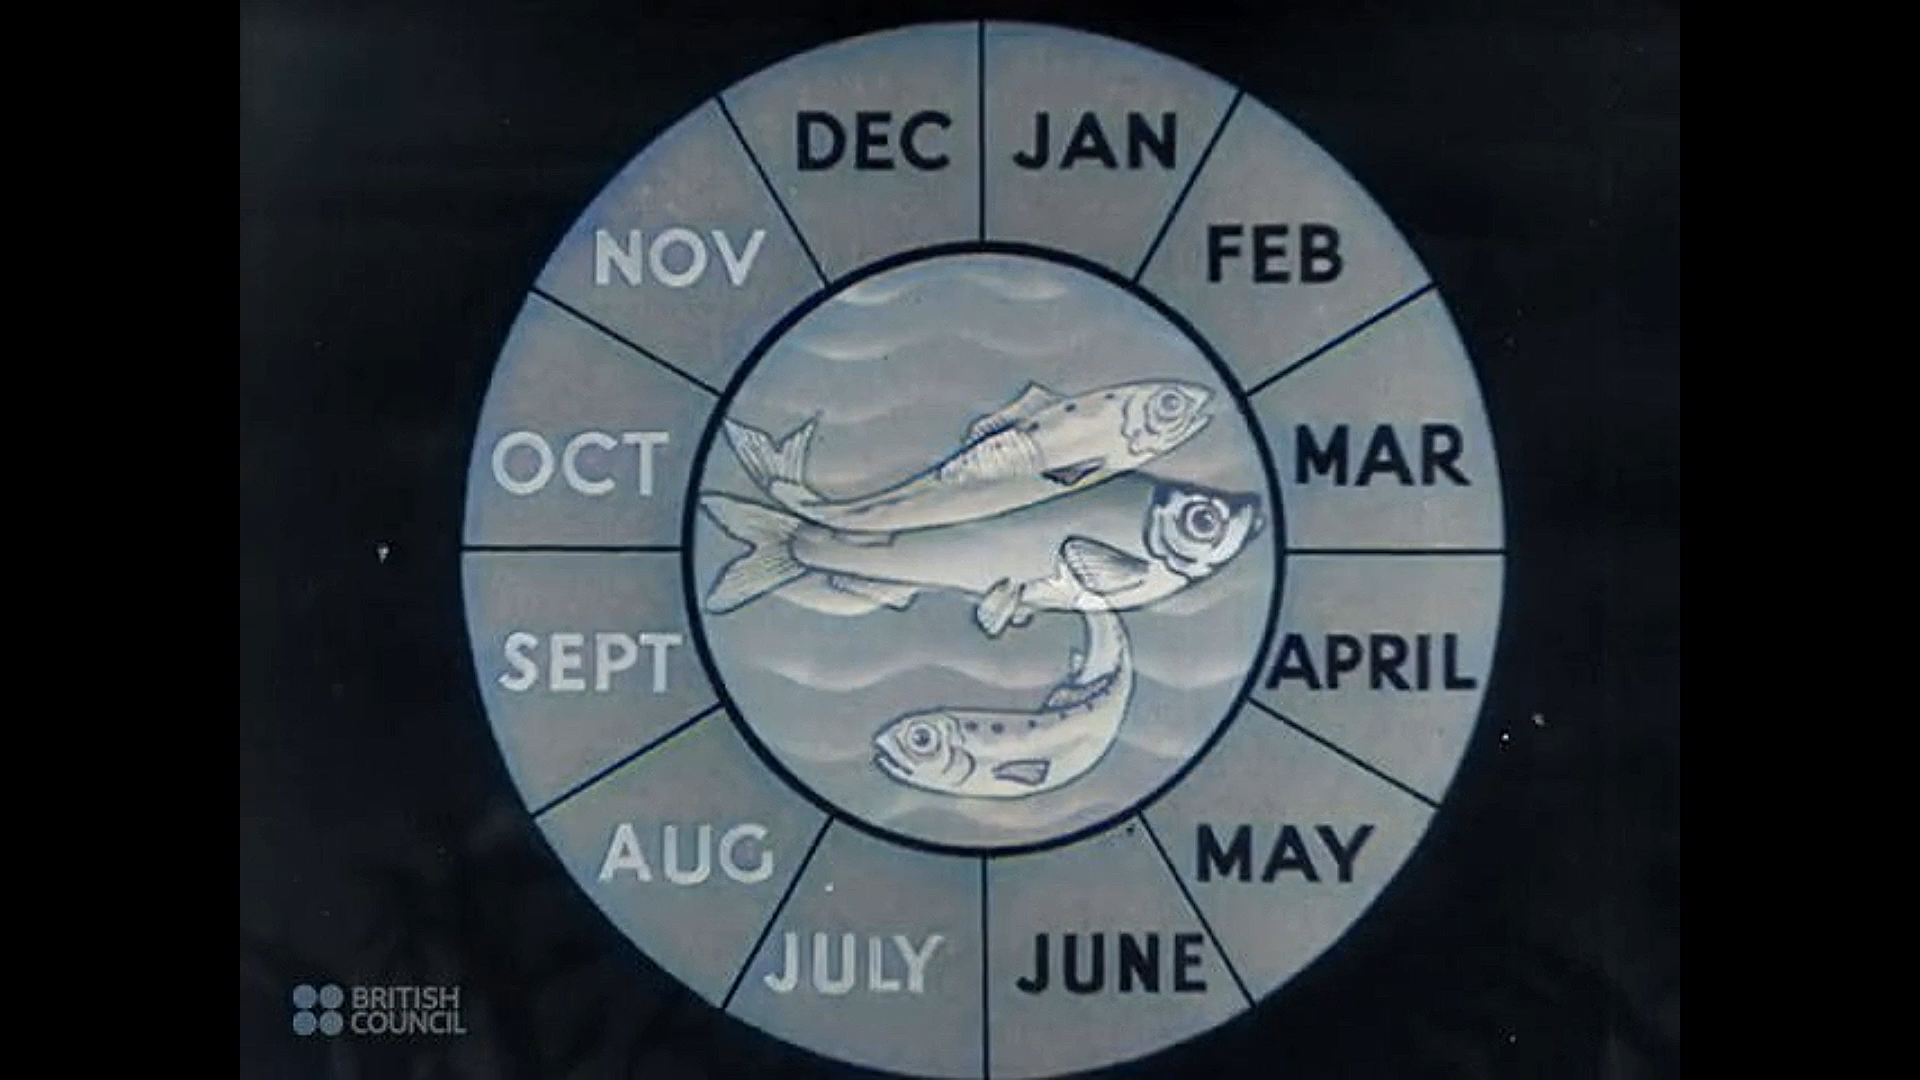 DEC
JAN
FEB
MAR
APRIL
MAY
JUNE
JULY
AUG
SEPT
OCT
NOV
BRITISH
COUNCIL